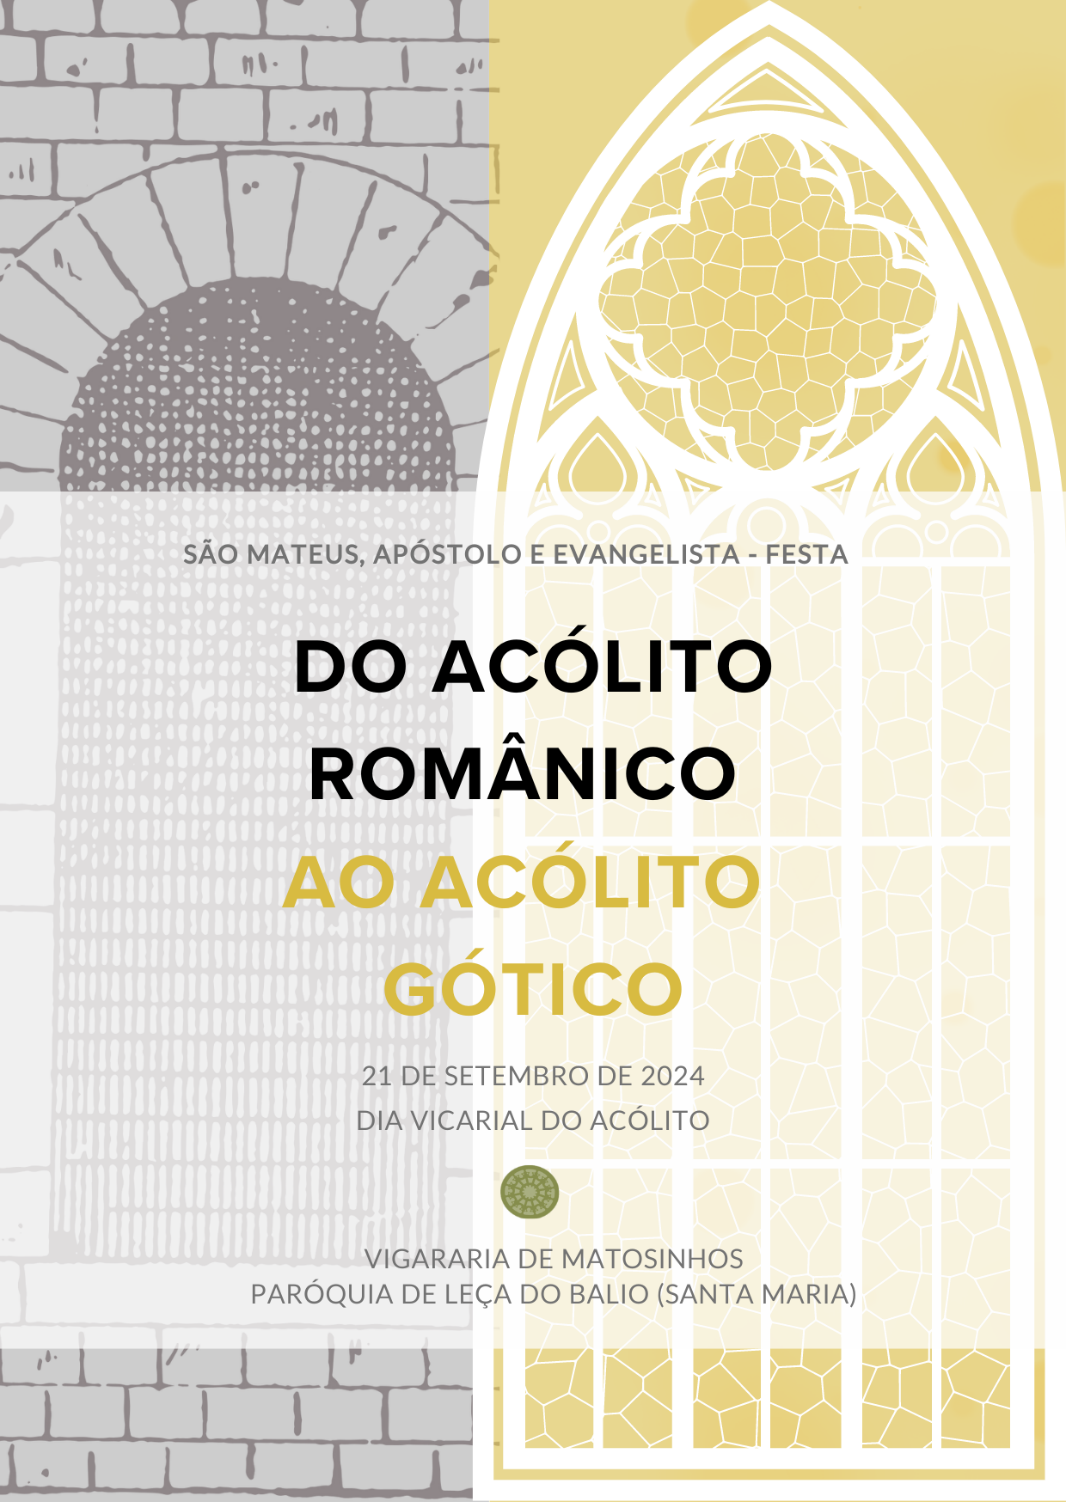 SÃO MATEUS, APÓSTOLO E EVANGELISTA - FESTA
DO ACÓLITO
ROMÂNICO
AO ACÓLITO
GÓTICO
21 DE SETEMBRO DE 2024
DIA VICARIAL DO ACÓLITO
VIGARARIA DE MATOSINHOS
PARÓQUIA DE LEÇA DO BALIO (SANTA MARIA)